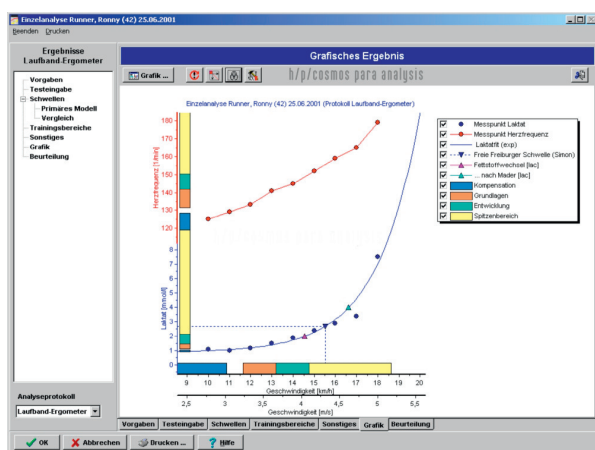 Einzelanalyse Runner, Ronny (42) 25.06.2001
Beenden Drucken
Ergebnisse
Laufband-Ergometer
Vorgaben
Testeingabe
Schwellen
Primäres Modell
Vergleich
Trainingsbereiche
Sonstiges
Grafik
Beurteilung
Analyseprotokoll
Laufband-Ergometer
Grafisches Ergebnis
Grafik ...
h/p/cosmos para analysis
Einzelanalyse Runner, Ronny (42) 25.06.2001 (Protokoll Laufband-Ergometer)
Herzfrequenz [1/min]
180
170
160
150
140
130
120
Laktat [mmol/l]
8
7
6
5
4
3
2
1
0
9 10 11 12 13 14 15 16 17 18 19 20
Geschwindigkeit [km/h]
2,5 3 3,5 4 4,5 5 5,5
Geschwindigkeit [m/s]
Messpunkt Laktat
Messpunkt Herzfrequenz
Laktatfit (exp)
Freie Freiburger Schwelle (Simon)
Fettstoffwechsel [lac]
... nach Mader [lac]
Kompensation
Grundlagen
Entwicklung
Spitzenbereich
Vorgaben Testeingabe Schwellen Trainingsbereiche Sonstiges Grafik Beurteilung
OK Abbrechen Drucken ... Hilfe